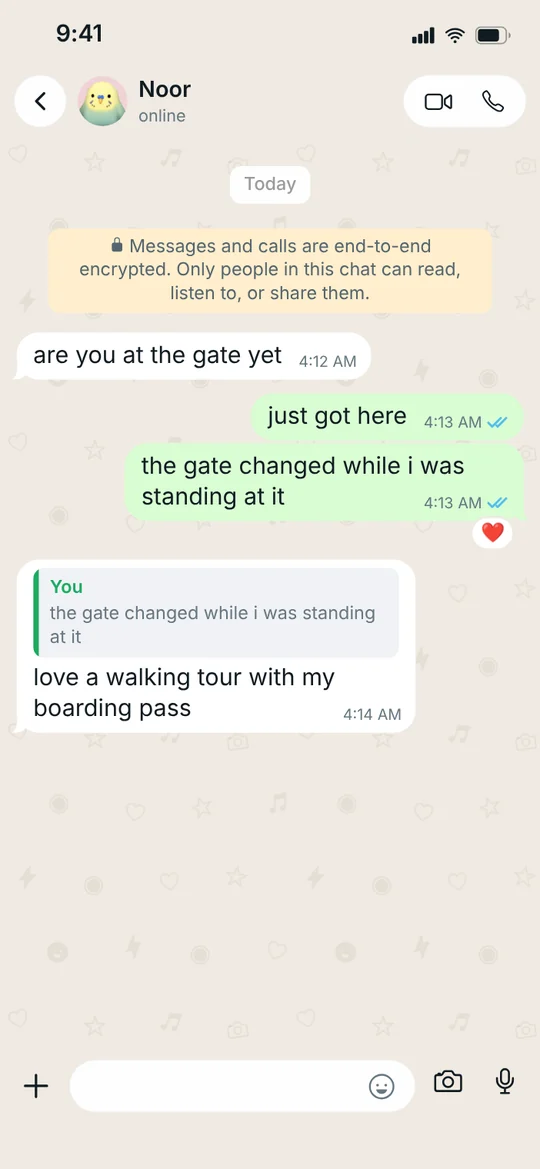 9:41
Noor
online
Today
Messages and calls are end-to-end
encrypted. Only people in this chat can read,
listen to, or share them.
are you at the gate yet 4:12 AM
just got here 4:13 AM
the gate changed while i was
standing at it 4:13 AM
You
the gate changed while i was standing
at it
love a walking tour with my
boarding pass 4:14 AM